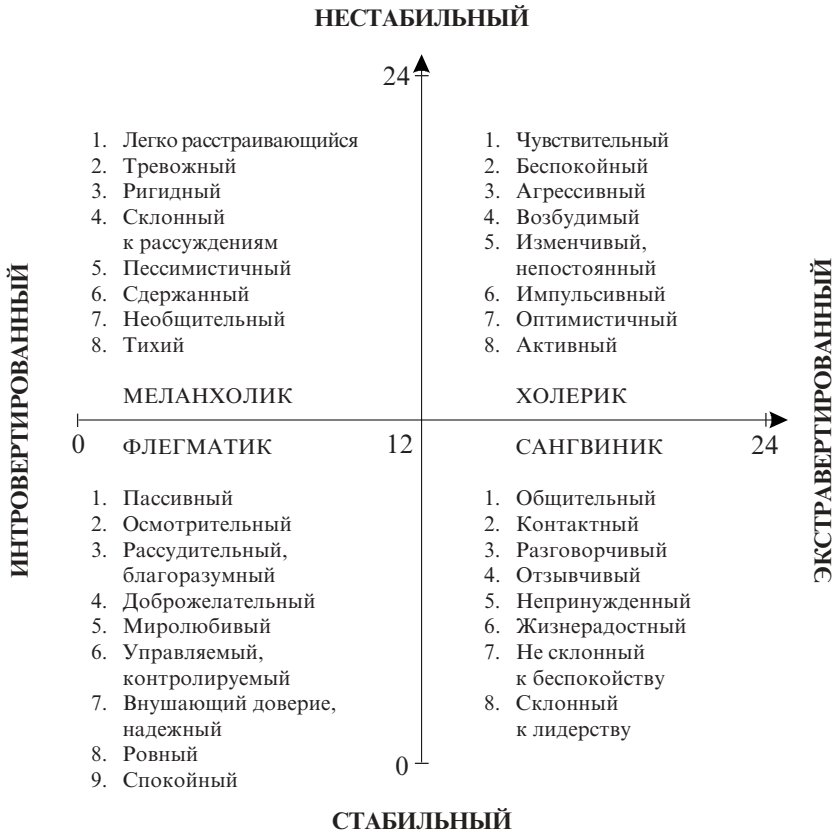 НЕСТАБИЛЬНЫЙ
24
1. Легко расстраивающийся
2. Тревожный
3. Ригидный
4. Склонный
к рассуждениям
5. Пессимистичный
6. Сдержанный
7. Необщительный
8. Тихий
МЕЛАНХОЛИК
1. Чувствительный
2. Беспокойный
3. Агрессивный
4. Возбудимый
5. Изменчивый,
непостоянный
6. Импульсивный
7. Оптимистичный
8. Активный
ХОЛЕРИК
ИНТРОВЕРТИРОВАННЫЙ
ЭКСТРАВЕРТИРОВАННЫЙ
0
12
24
ФЛЕГМАТИК
1. Пассивный
2. Осмотрительный
3. Рассудительный,
благоразумный
4. Доброжелательный
5. Миролюбивый
6. Управляемый,
контролируемый
7. Внушающий доверие,
надежный
8. Ровный
9. Спокойный
САНГВИНИК
1. Общительный
2. Контактный
3. Разговорчивый
4. Отзывчивый
5. Непринужденный
6. Жизнерадостный
7. Не склонный
к беспокойству
8. Склонный
к лидерству
0
СТАБИЛЬНЫЙ